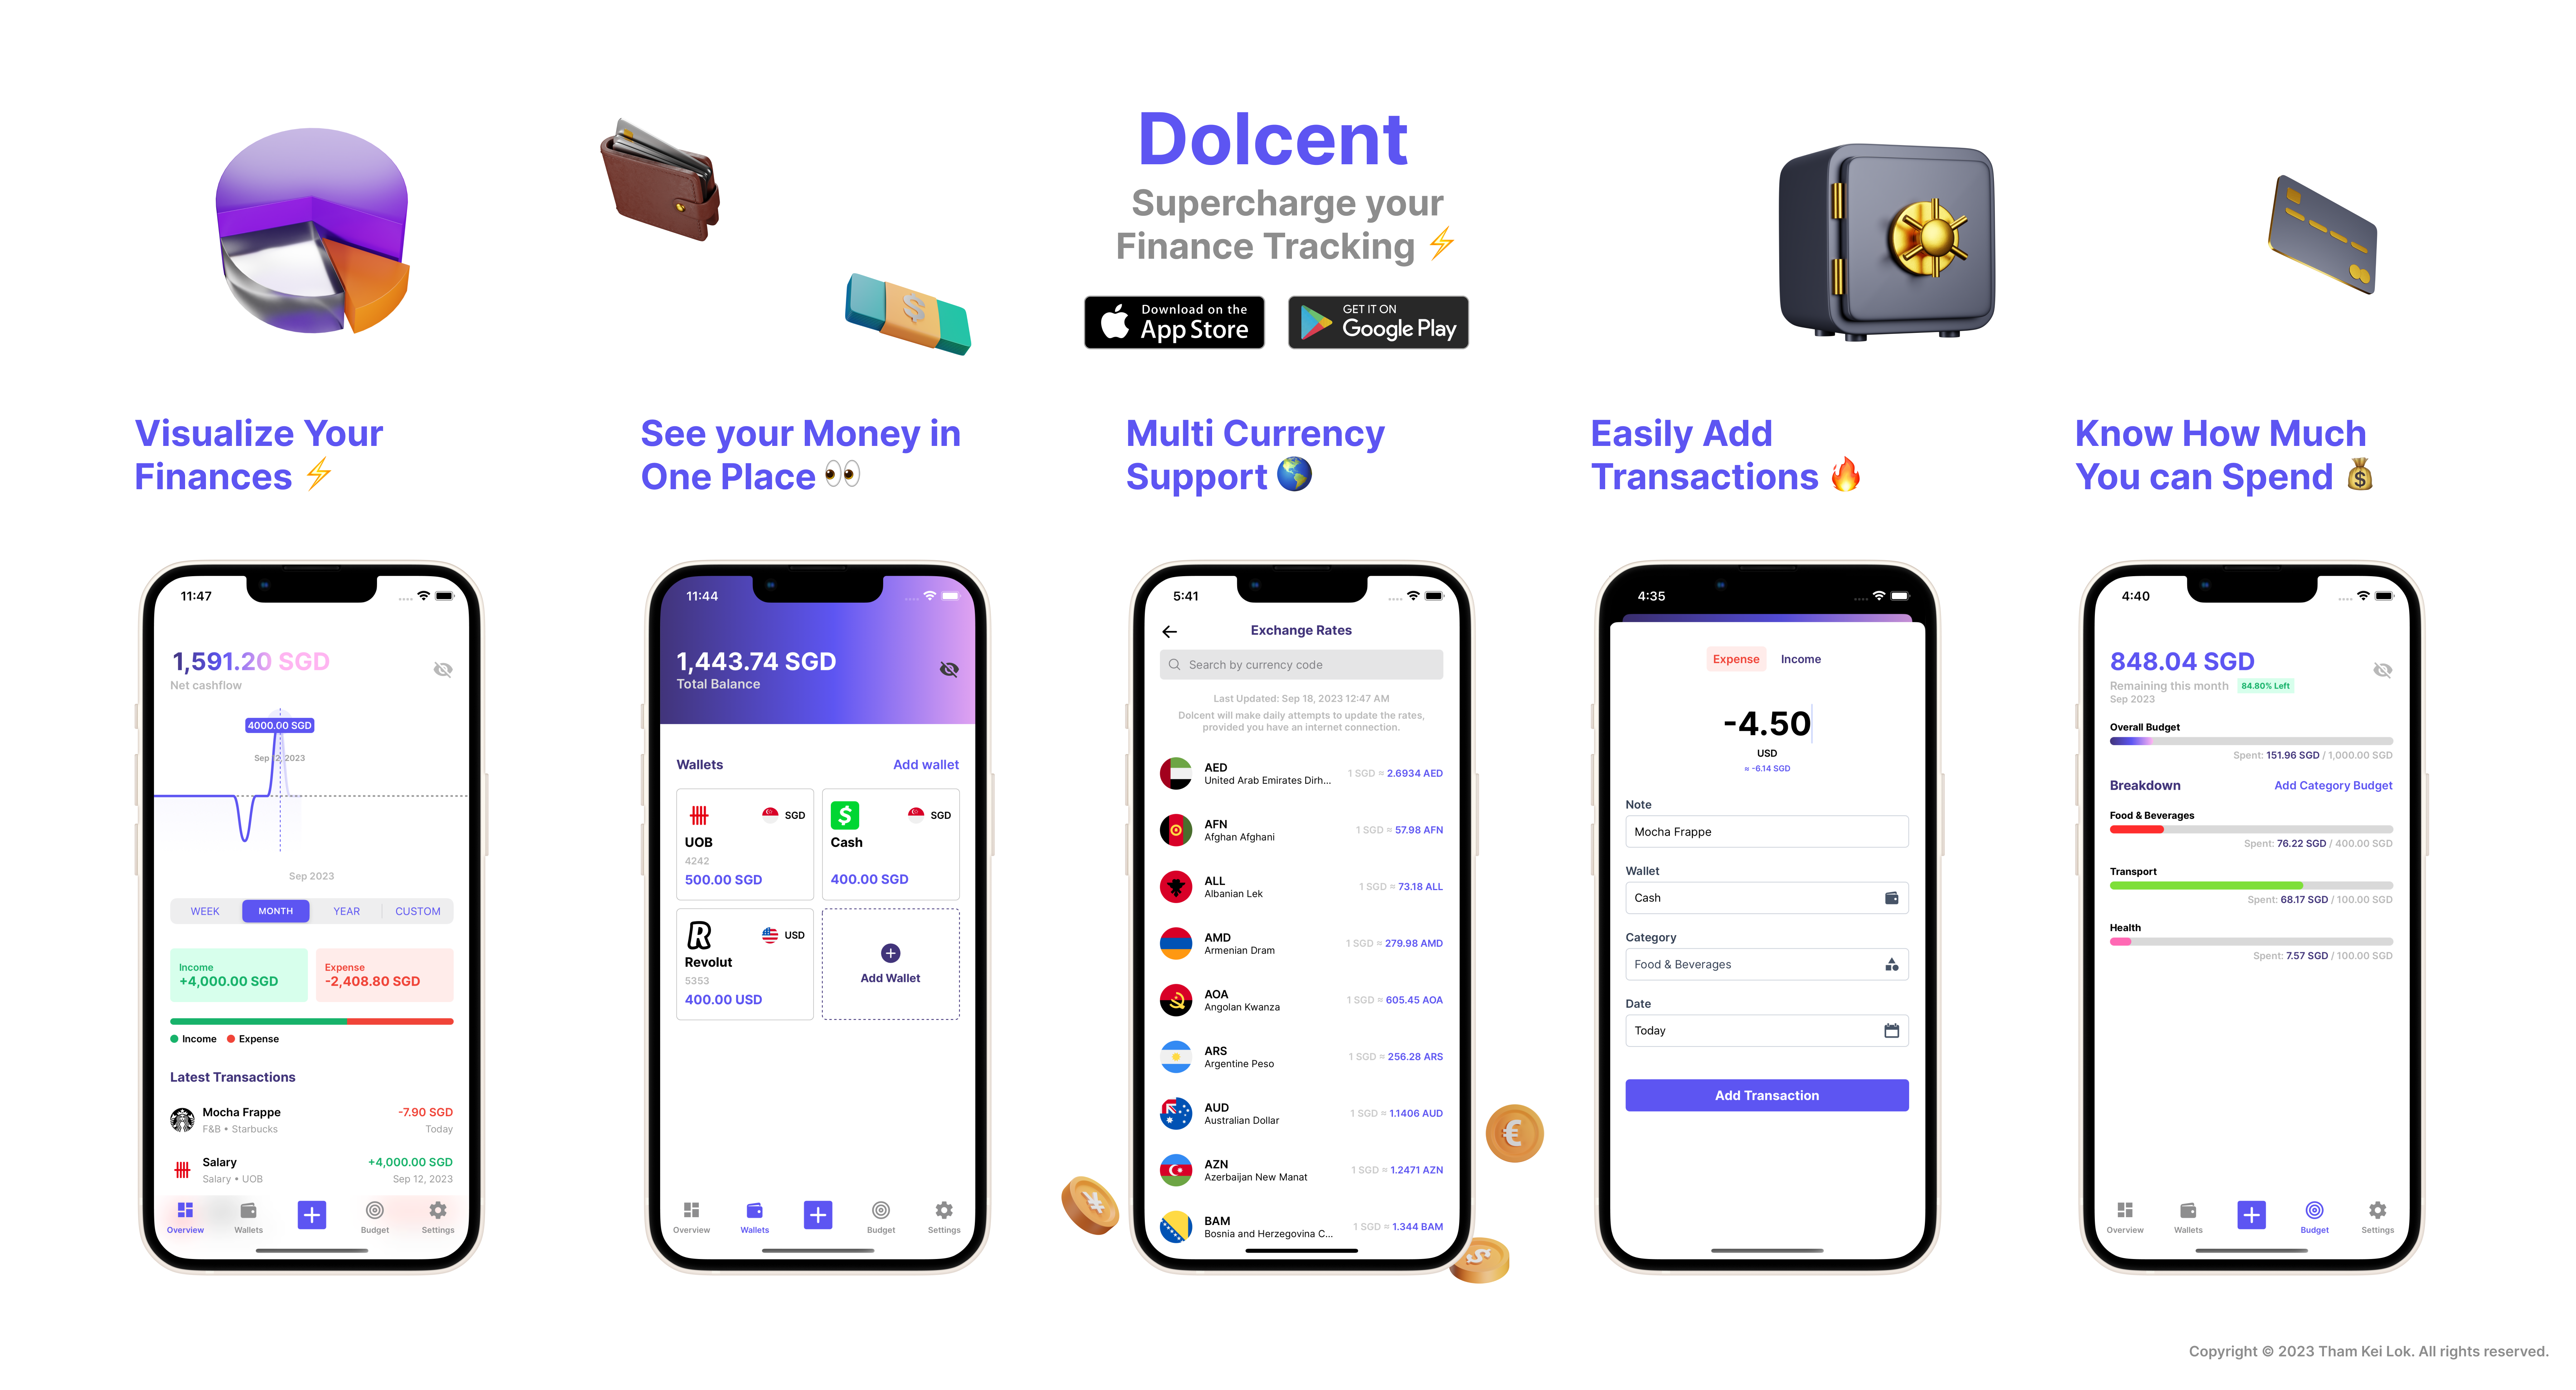 Dolcent
Supercharge your
Finance Tracking ⚡
Download on the
App Store
GET IT ON
Google Play
Visualize Your
Finances ⚡
See your Money in
One Place 👀
Multi Currency
Support 🌎
Easily Add
Transactions 🔥
Know How Much
You can Spend 💰
11:47
1,591.20 SGD
Net cashflow
4000.00 SGD
Sep 12, 2023
Sep 2023
WEEK MONTH YEAR CUSTOM
Income
+4,000.00 SGD
Expense
-2,408.80 SGD
Income Expense
Latest Transactions
Mocha Frappe -7.90 SGD
F&B • Starbucks Today
Salary +4,000.00 SGD
Salary • UOB Sep 12, 2023
Overview Wallets Budget Settings
11:44
1,443.74 SGD
Total Balance
Wallets Add wallet
SGD
UOB
4242
500.00 SGD
SGD
Cash
400.00 SGD
USD
Revolut
5353
400.00 USD
Add Wallet
Overview Wallets Budget Settings
5:41
Exchange Rates
Search by currency code
Last Updated: Sep 18, 2023 12:47 AM
Dolcent will make daily attempts to update the rates,
provided you have an internet connection.
AED
United Arab Emirates Dirh... 1 SGD ≈ 2.6934 AED
AFN
Afghan Afghani 1 SGD ≈ 57.98 AFN
ALL
Albanian Lek 1 SGD ≈ 73.18 ALL
AMD
Armenian Dram 1 SGD ≈ 279.98 AMD
AOA
Angolan Kwanza 1 SGD ≈ 605.45 AOA
ARS
Argentine Peso 1 SGD ≈ 256.28 ARS
AUD
Australian Dollar 1 SGD ≈ 1.1406 AUD
AZN
Azerbaijan New Manat 1 SGD ≈ 1.2471 AZN
BAM
Bosnia and Herzegovina C... 1 SGD ≈ 1.344 BAM
4:35
Expense Income
-4.50
USD
≈ -6.14 SGD
Note
Mocha Frappe
Wallet
Cash
Category
Food & Beverages
Date
Today
Add Transaction
4:40
848.04 SGD
Remaining this month 84.80% Left
Sep 2023
Overall Budget
Spent: 151.96 SGD / 1,000.00 SGD
Breakdown Add Category Budget
Food & Beverages
Spent: 76.22 SGD / 400.00 SGD
Transport
Spent: 68.17 SGD / 100.00 SGD
Health
Spent: 7.57 SGD / 100.00 SGD
Overview Wallets Budget Settings
Copyright © 2023 Tham Kei Lok. All rights reserved.